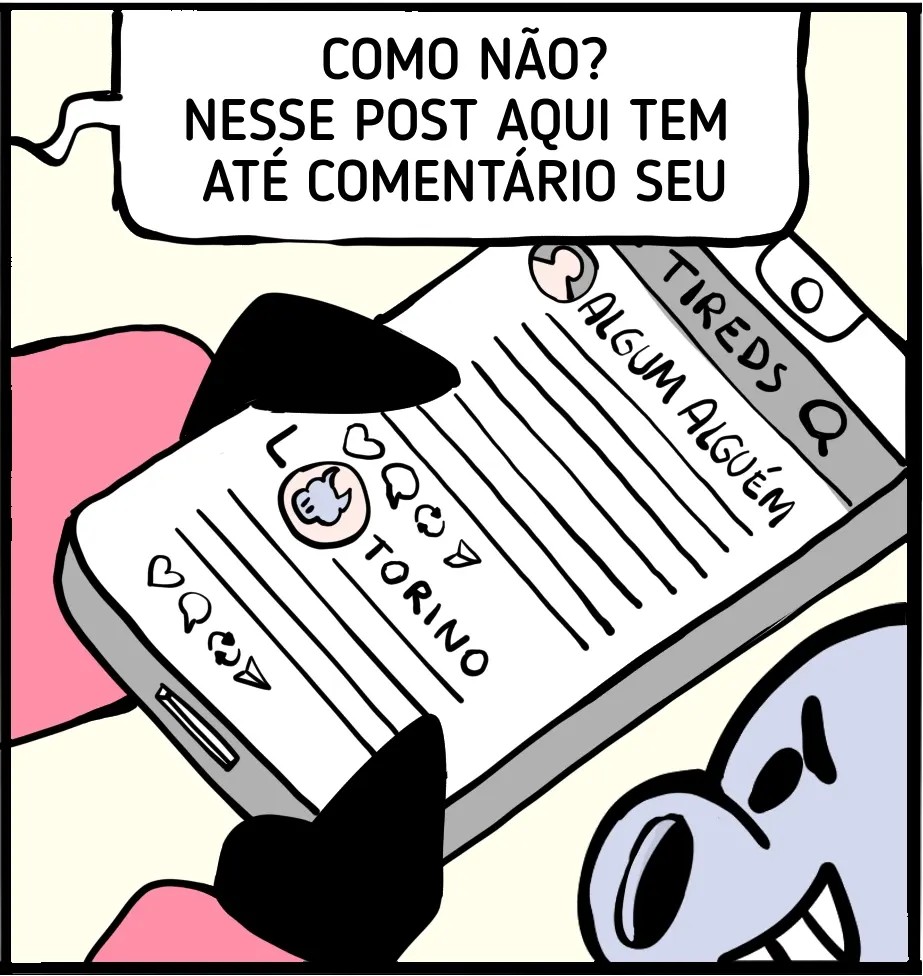 COMO NÃO?
NESSE POST AQUI TEM
ATÉ COMENTÁRIO SEU
TIREDS
ALGUM ALGUÉM
TORINO